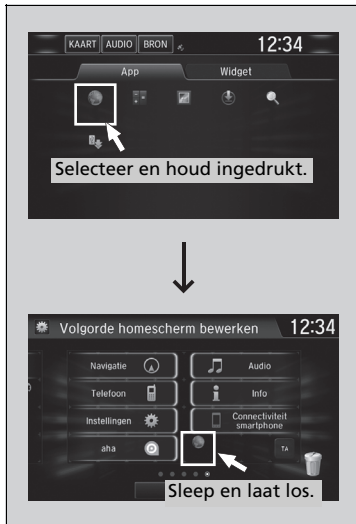 KAART AUDIO BRON 12:34
App Widget
Selecteer en houd ingedrukt.
Volgorde homescherm bewerken 12:34
Navigatie Audio
Telefoon Info
Instellingen Connectiviteit
smartphone
aha TA
Sleep en laat los.